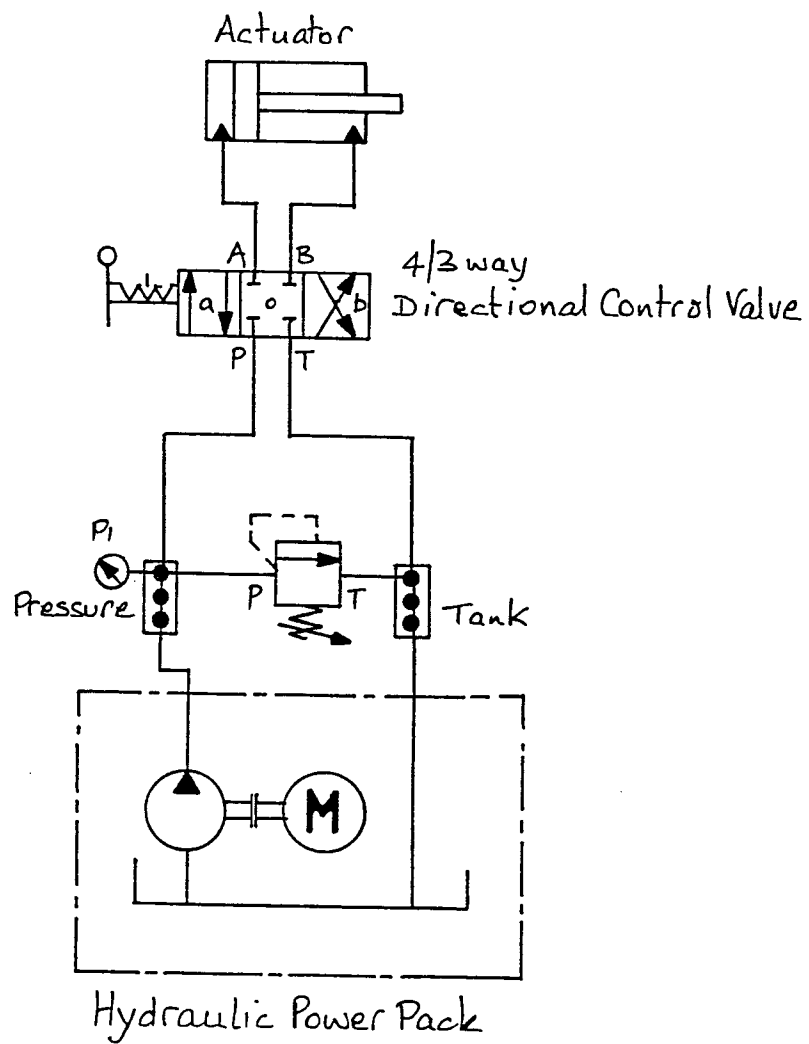 Actuator
A B
4/3 way
Directional Control Valve
a o b
P T
P1
Pressure
P T
Tank
M
Hydraulic Power Pack